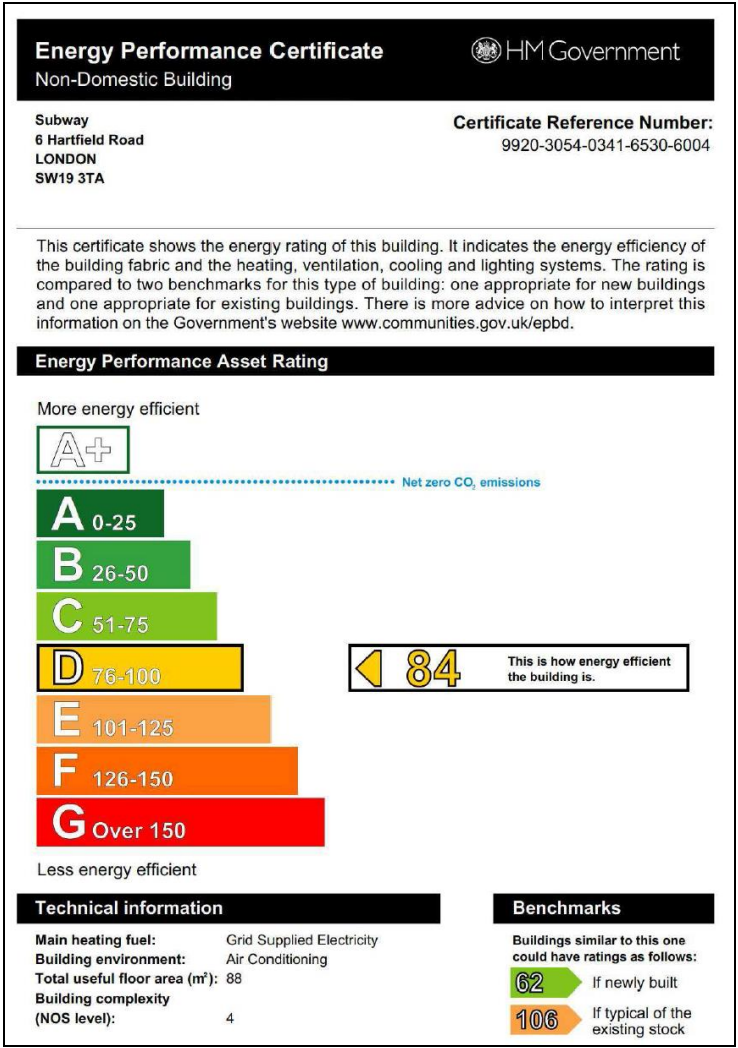 Energy Performance Certificate
HM Government
Non-Domestic Building
Subway
6 Hartfield Road
LONDON
SW19 3TA
Certificate Reference Number:
9920-3054-0341-6530-6004
This certificate shows the energy rating of this building. It indicates the energy efficiency of
the building fabric and the heating, ventilation, cooling and lighting systems. The rating is
compared to two benchmarks for this type of building: one appropriate for new buildings
and one appropriate for existing buildings. There is more advice on how to interpret this
information on the Government's website www.communities.gov.uk/epbd.
Energy Performance Asset Rating
More energy efficient
A+
Net zero CO₂ emissions
A 0-25
B 26-50
C 51-75
D 76-100
84
This is how energy efficient
the building is.
E 101-125
F 126-150
G Over 150
Less energy efficient
Technical information
Main heating fuel: Grid Supplied Electricity
Building environment: Air Conditioning
Total useful floor area (m²): 88
Building complexity
(NOS level): 4
Benchmarks
Buildings similar to this one
could have ratings as follows:
62 If newly built
106 If typical of the
existing stock